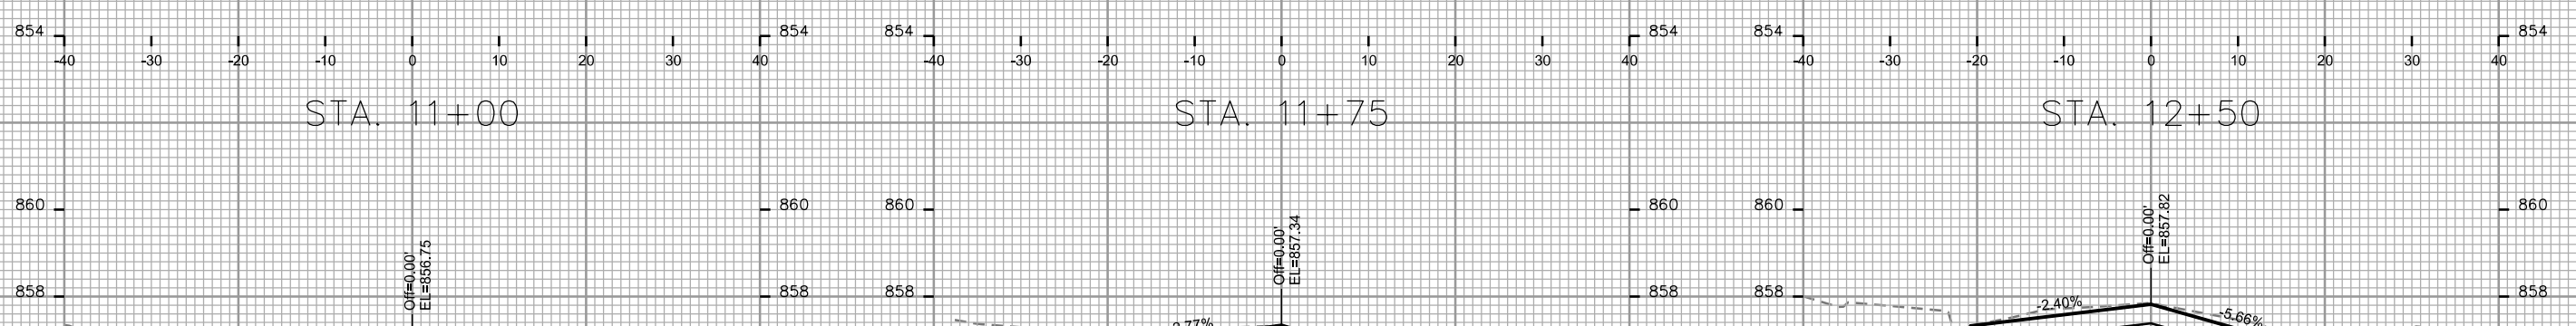 854 854 854 854 854 854
-40 -30 -20 -10 0 10 20 30 40 -40 -30 -20 -10 0 10 20 30 40 -40 -30 -20 -10 0 10 20 30 40
STA. 11+00 STA. 11+75 STA. 12+50
860 860 860 860 860 860
Off=0.00'
EL=856.75
Off=0.00'
EL=857.34
Off=0.00'
EL=857.82
858 858 858 858 858 858
-2.40%
-5.66%